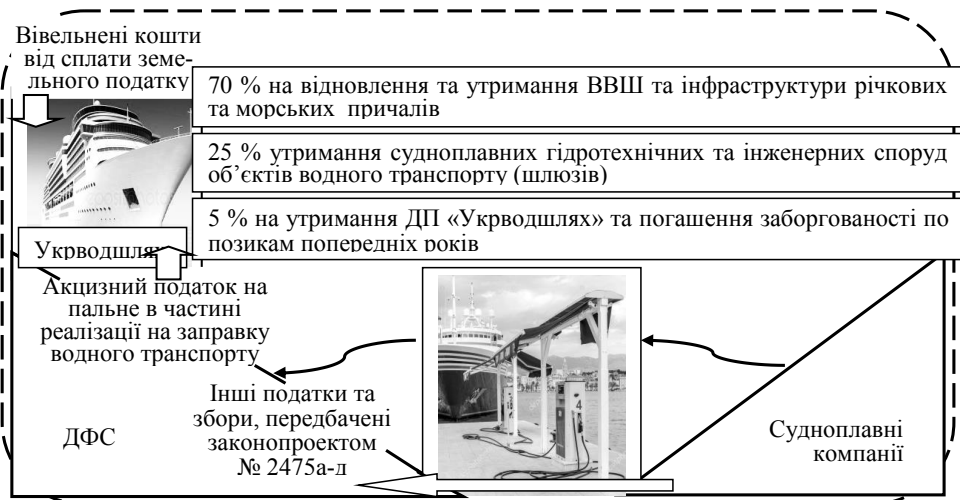 Вівельнені кошти
від сплатиземе-
льного податку
70 % на відновлення та утримання ВВШ та інфраструктури річкових
та морських причалів
25 % утримання судноплавних гідротехнічних та інженерних споруд
об’єктів водного транспорту (шлюзів)
5 % на утримання ДП «Укрводшлях» та погашення заборгованості по
позикам попередніх років
Укрводшлях
Акцизний податок на
пальне в частині
реалізації на заправку
водного транспорту
Інші податки та
збори, передбачені
законопроектом
№ 2475а-д
ДФС
Судноплавні
компанії
4